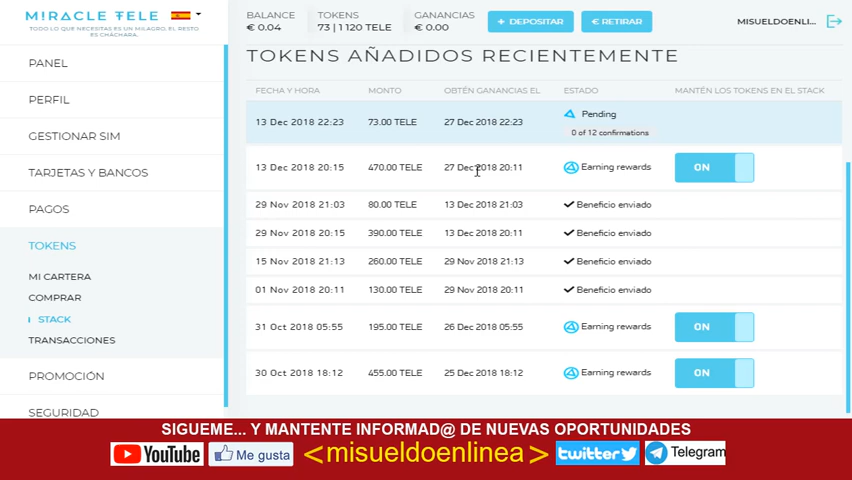 MIRACLE TELE
TODO LO QUE NECESITAS ES UN MILAGRO, EL RESTO
ES CHÁCHARA.
BALANCE
€ 0.04
TOKENS
73 | 1 120 TELE
GANANCIAS
€ 0.00
+ DEPOSITAR
€ RETIRAR
MISUELDOENLI...
PANEL
PERFIL
GESTIONAR SIM
TARJETAS Y BANCOS
PAGOS
TOKENS
MI CARTERA
COMPRAR
STACK
TRANSACCIONES
PROMOCIÓN
SEGURIDAD
TOKENS AÑADIDOS RECIENTEMENTE
FECHA Y HORA MONTO OBTÉN GANANCIAS EL ESTADO MANTÉN LOS TOKENS EN EL STACK
13 Dec 2018 22:23 73.00 TELE 27 Dec 2018 22:23 Pending
0 of 12 confirmations
13 Dec 2018 20:15 470.00 TELE 27 Dec 2018 20:11 Earning rewards ON
29 Nov 2018 21:03 80.00 TELE 13 Dec 2018 21:03 Beneficio enviado
29 Nov 2018 20:15 390.00 TELE 13 Dec 2018 20:11 Beneficio enviado
15 Nov 2018 21:13 260.00 TELE 29 Nov 2018 21:13 Beneficio enviado
01 Nov 2018 20:11 130.00 TELE 29 Nov 2018 20:11 Beneficio enviado
31 Oct 2018 05:55 195.00 TELE 26 Dec 2018 05:55 Earning rewards ON
30 Oct 2018 18:12 455.00 TELE 25 Dec 2018 18:12 Earning rewards ON
SIGUEME... Y MANTENTE INFORMAD@ DE NUEVAS OPORTUNIDADES
YouTube Me gusta <misueldoenlinea> twitter Telegram